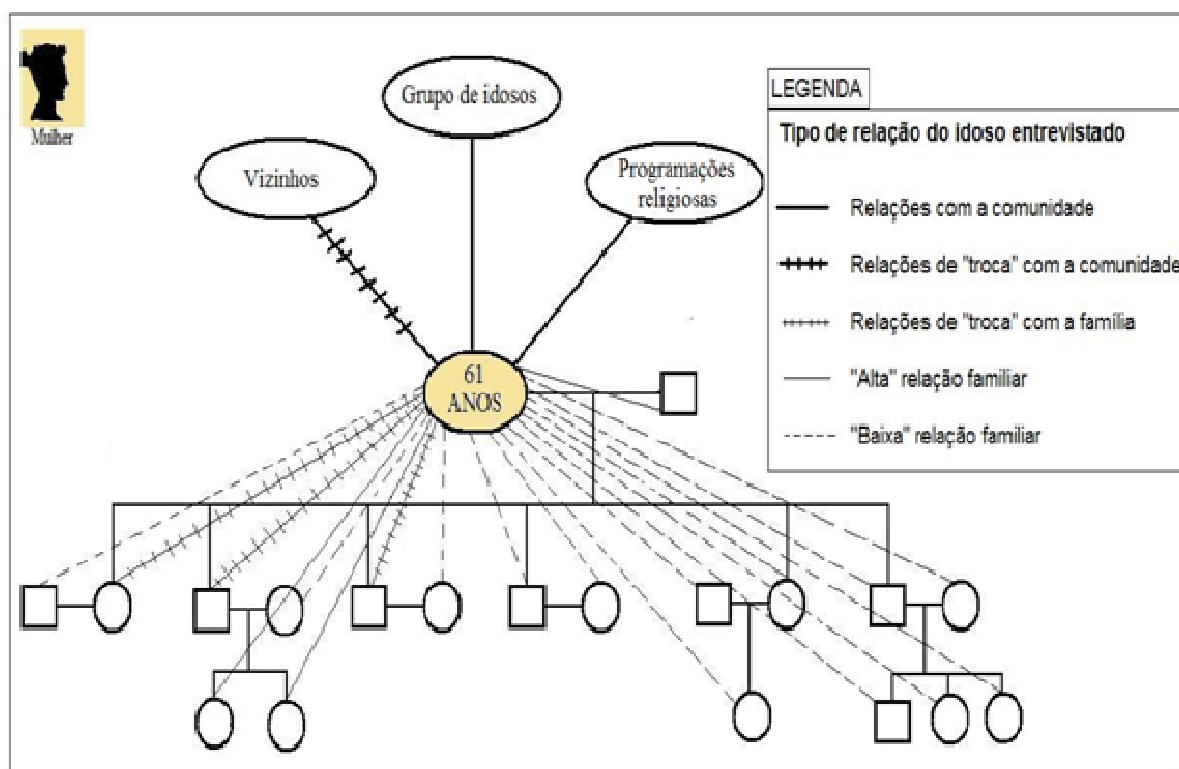 Mulher
Grupo de idosos
Vizinhos
Programações
religiosas
61
ANOS
LEGENDA
Tipo de relação do idoso entrevistado
Relações com a comunidade
Relações de "troca" com a comunidade
Relações de "troca" com a família
"Alta" relação familiar
"Baixa" relação familiar